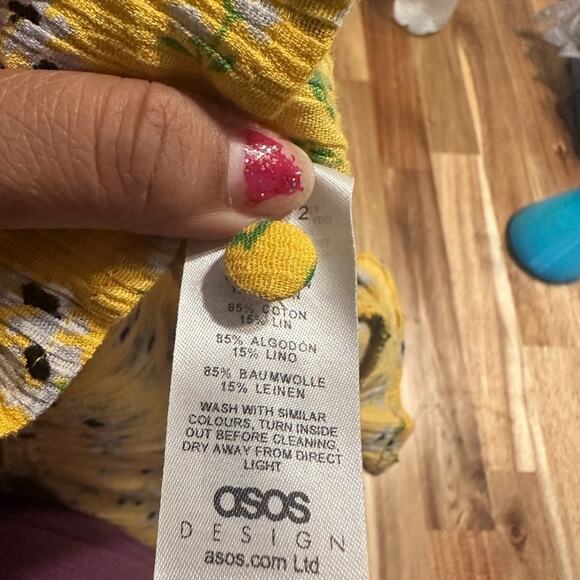 2
85% COTON
15% LIN
85% ALGODÓN
15% LINO
85% BAUMWOLLE
15% LEINEN
WASH WITH SIMILAR
COLOURS, TURN INSIDE
OUT BEFORE CLEANING,
DRY AWAY FROM DIRECT
LIGHT
asos
DESIGN
asos.com Ltd